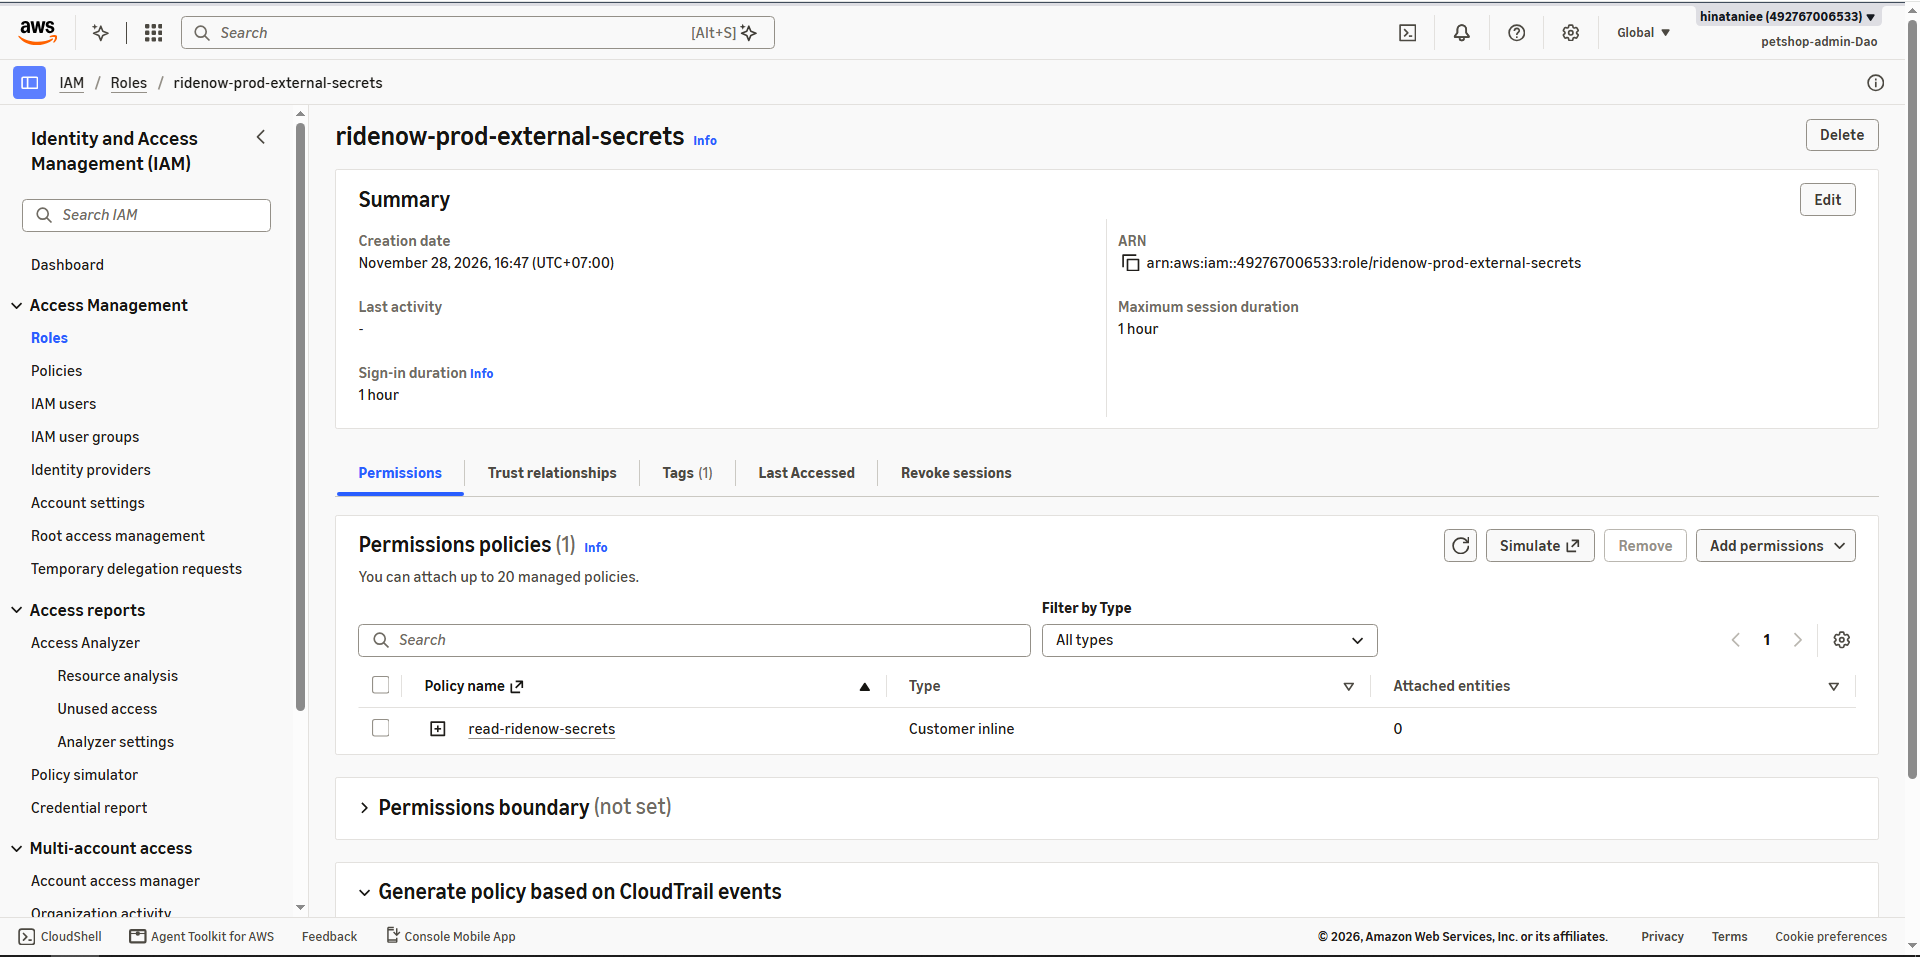 aws
Search
[Alt+S]
Global
hinataniee (492767006533)
petshop-admin-Dao
IAM / Roles / ridenow-prod-external-secrets
Identity and Access
Management (IAM)
Search IAM
Dashboard
Access Management
Roles
Policies
IAM users
IAM user groups
Identity providers
Account settings
Root access management
Temporary delegation requests
Access reports
Access Analyzer
Resource analysis
Unused access
Analyzer settings
Policy simulator
Credential report
Multi-account access
Account access manager
Organization activity
ridenow-prod-external-secrets Info
Delete
Summary
Edit
Creation date
November 28, 2026, 16:47 (UTC+07:00)
ARN
arn:aws:iam::492767006533:role/ridenow-prod-external-secrets
Last activity
-
Maximum session duration
1 hour
Sign-in duration Info
1 hour
Permissions
Trust relationships
Tags (1)
Last Accessed
Revoke sessions
Permissions policies (1) Info
You can attach up to 20 managed policies.
Simulate
Remove
Add permissions
Filter by Type
Search
All types
1
Policy name
Type
Attached entities
read-ridenow-secrets
Customer inline
0
Permissions boundary (not set)
Generate policy based on CloudTrail events
CloudShell
Agent Toolkit for AWS
Feedback
Console Mobile App
© 2026, Amazon Web Services, Inc. or its affiliates.
Privacy
Terms
Cookie preferences